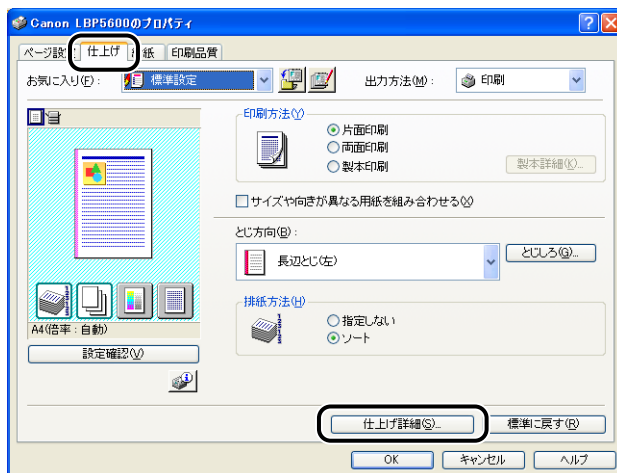 Canon LBP5600のプロパティ
ページ設定 仕上げ 給紙 印刷品質
お気に入り(F): 標準設定 出力方法(M): 印刷
印刷方法(Y)
片面印刷
両面印刷
製本印刷 製本詳細(K)...
サイズや向きが異なる用紙を組み合わせる(X)
とじ方向(B):
長辺とじ(左) とじしろ(G)...
排紙方法(H)
指定しない
ソート
A4(倍率:自動)
設定確認(V)
仕上げ詳細(S)... 標準に戻す(R)
OK キャンセル ヘルプ